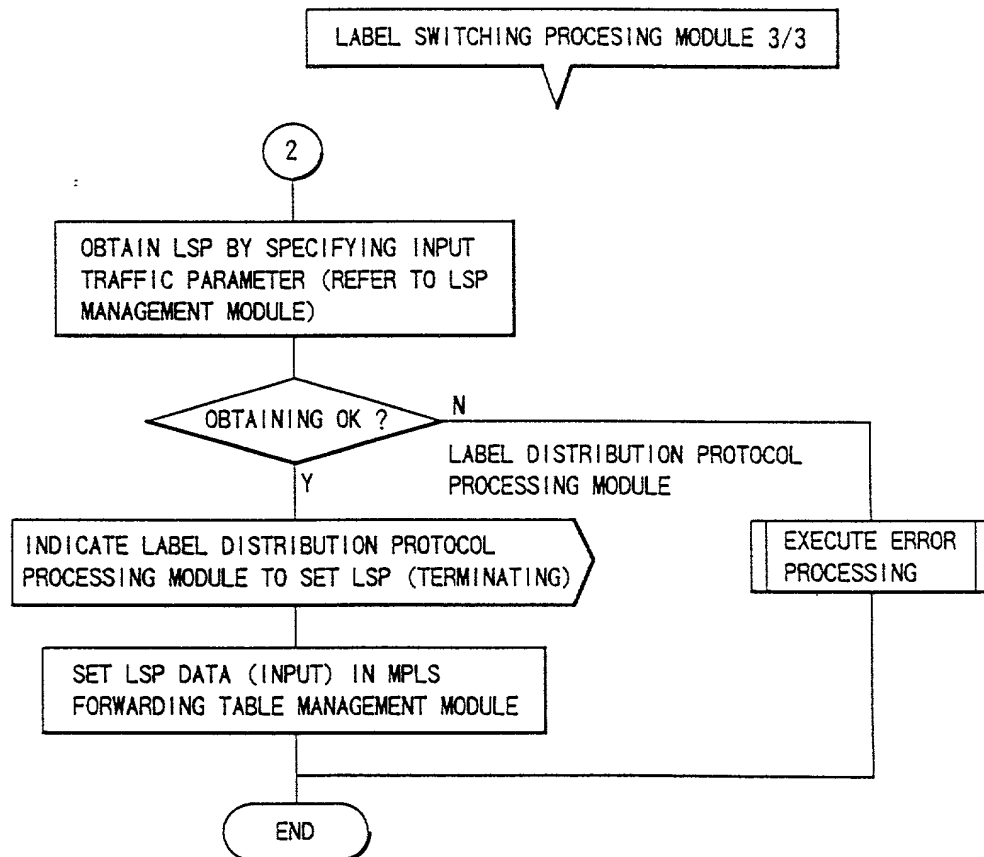 LABEL SWITCHING PROCESING MODULE 3/3
2
OBTAIN LSP BY SPECIFYING INPUT
TRAFFIC PARAMETER (REFER TO LSP
MANAGEMENT MODULE)
OBTAINING OK ?
N
Y
LABEL DISTRIBUTION PROTOCOL
PROCESSING MODULE
INDICATE LABEL DISTRIBUTION PROTOCOL
PROCESSING MODULE TO SET LSP (TERMINATING)
EXECUTE ERROR
PROCESSING
SET LSP DATA (INPUT) IN MPLS
FORWARDING TABLE MANAGEMENT MODULE
END